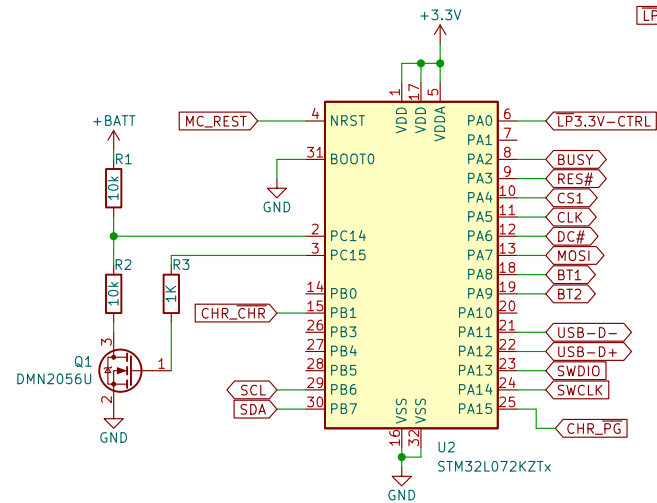 +3.3V
LP
1
17
5
VDD
VDD
VDDA
MC_REST
4
NRST
PA0
6
LP3.3V-CTRL
+BATT
PA1
7
31
BOOT0
PA2
8
BUSY
R1
10k
PA3
9
RES#
GND
PA4
10
CS1
PA5
11
CLK
2
PC14
PA6
12
DC#
3
PC15
PA7
13
MOSI
R2
10k
R3
1K
PA8
18
BT1
14
PB0
PA9
19
BT2
CHR_CHR
15
PB1
PA10
20
26
PB3
PA11
21
USB-D-
3
27
PB4
PA12
22
USB-D+
Q1
DMN2056U
1
28
PB5
PA13
23
SWDIO
2
SCL
29
PB6
PA14
24
SWCLK
SDA
30
PB7
PA15
25
CHR_PG
GND
VSS
VSS
16
32
U2
STM32L072KZTx
GND